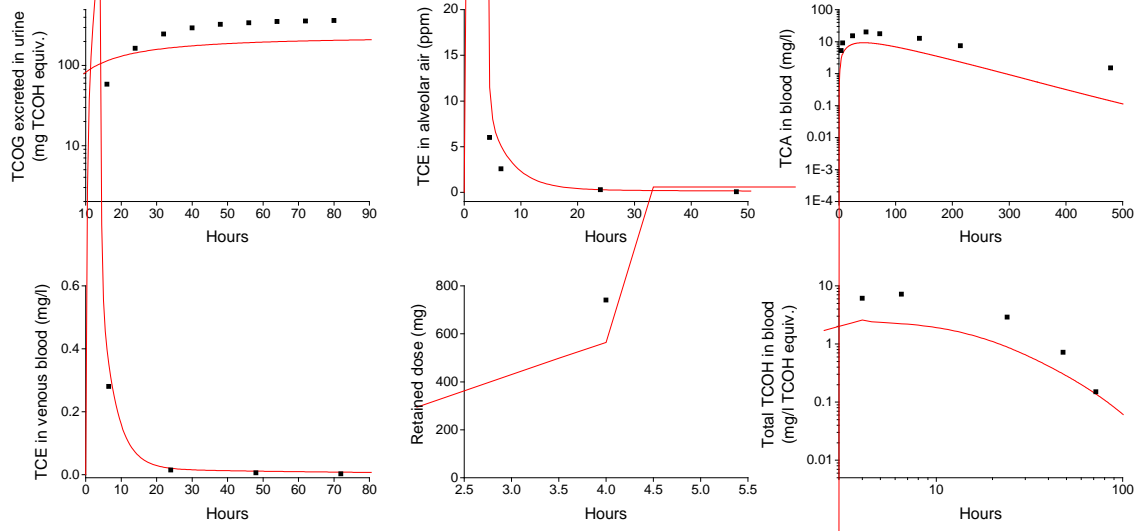 TCOG excreted in urine
(mg TCOH equiv.)
100
10
10 20 30 40 50 60 70 80 90
Hours
TCE in alveolar air (ppm)
20
15
10
5
0
0 10 20 30 40 50
Hours
TCA in blood (mg/l)
100
10
1
0.1
0.01
1E-3
1E-4
0 100 200 300 400 500
Hours
TCE in venous blood (mg/l)
0.6
0.4
0.2
0.0
0 10 20 30 40 50 60 70 80
Hours
Retained dose (mg)
800
600
400
200
0
2.5 3.0 3.5 4.0 4.5 5.0 5.5
Hours
Total TCOH in blood
(mg/l TCOH equiv.)
10
1
0.1
0.01
10 100
Hours